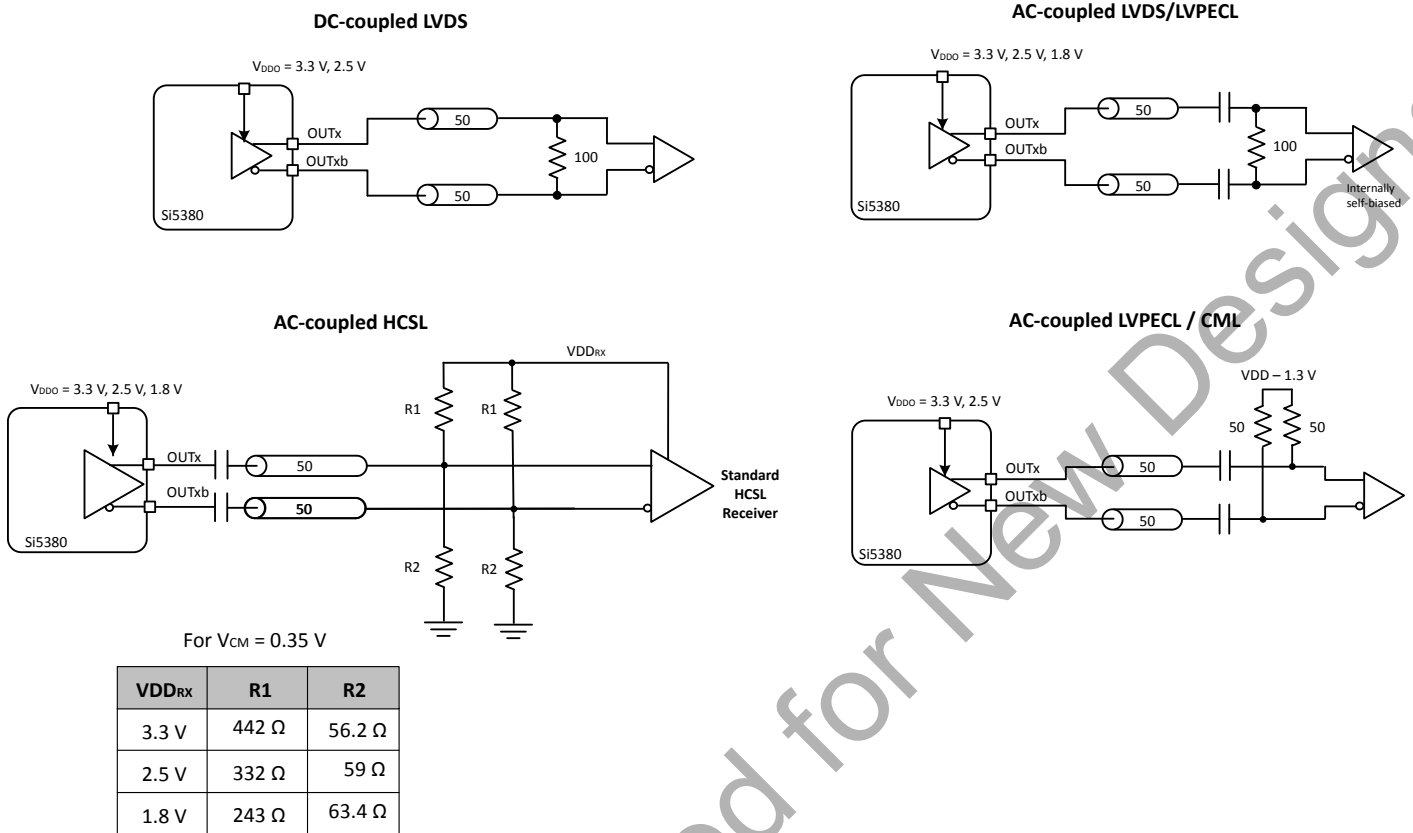 DC-coupled LVDS
VDDO = 3.3 V, 2.5 V
OUTx
OUTxb
50
50
100
Si5380
AC-coupled LVDS/LVPECL
VDDO = 3.3 V, 2.5 V, 1.8 V
OUTx
OUTxb
50
50
100
Internally
self-biased
Si5380
AC-coupled HCSL
VDDRX
VDDO = 3.3 V, 2.5 V, 1.8 V
R1
R1
OUTx
50
OUTxb
50
Standard
HCSL
Receiver
Si5380
R2
R2
For VCM = 0.35 V
VDDRX R1 R2
3.3 V 442 Ω 56.2 Ω
2.5 V 332 Ω 59 Ω
1.8 V 243 Ω 63.4 Ω
AC-coupled LVPECL / CML
VDD – 1.3 V
VDDO = 3.3 V, 2.5 V
50
50
OUTx
50
OUTxb
50
Si5380
for New Design